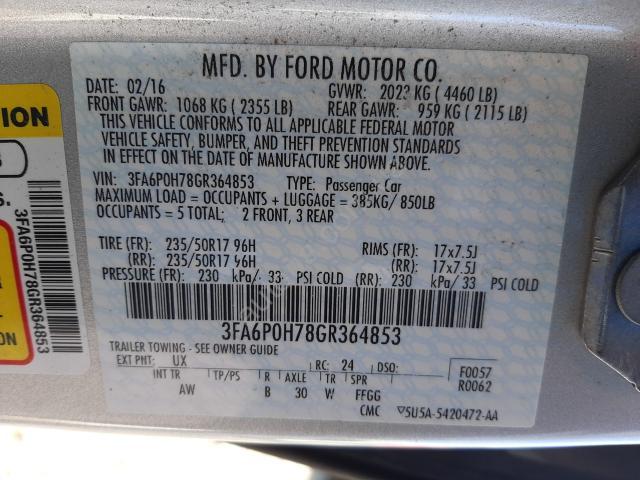 MFD. BY FORD MOTOR CO.
DATE: 02/16 GVWR: 2023 KG ( 4460 LB)
FRONT GAWR: 1068 KG ( 2355 LB) REAR GAWR: 959 KG ( 2115 LB)
THIS VEHICLE CONFORMS TO ALL APPLICABLE FEDERAL MOTOR
VEHICLE SAFETY, BUMPER, AND THEFT PREVENTION STANDARDS
IN EFFECT ON THE DATE OF MANUFACTURE SHOWN ABOVE.
VIN: 3FA6P0H78GR364853 TYPE: Passenger Car
MAXIMUM LOAD = OCCUPANTS + LUGGAGE = 385KG/ 850LB
OCCUPANTS = 5 TOTAL; 2 FRONT, 3 REAR
TIRE (FR): 235/50R17 96H RIMS (FR): 17x7.5J
(RR): 235/50R17 96H (RR): 17x7.5J
PRESSURE (FR): 230 kPa/ 33 PSI COLD (RR): 230 kPa/ 33 PSI COLD
3FA6P0H78GR364853
TRAILER TOWING - SEE OWNER GUIDE
EXT PNT: UX RC: 24 DSO: F0057
R0062
INT TR TP/PS R AXLE TR SPR
AW B 30 W FFGG
CMC 5U5A-5420472-AA
3FA6P0H78GR364853